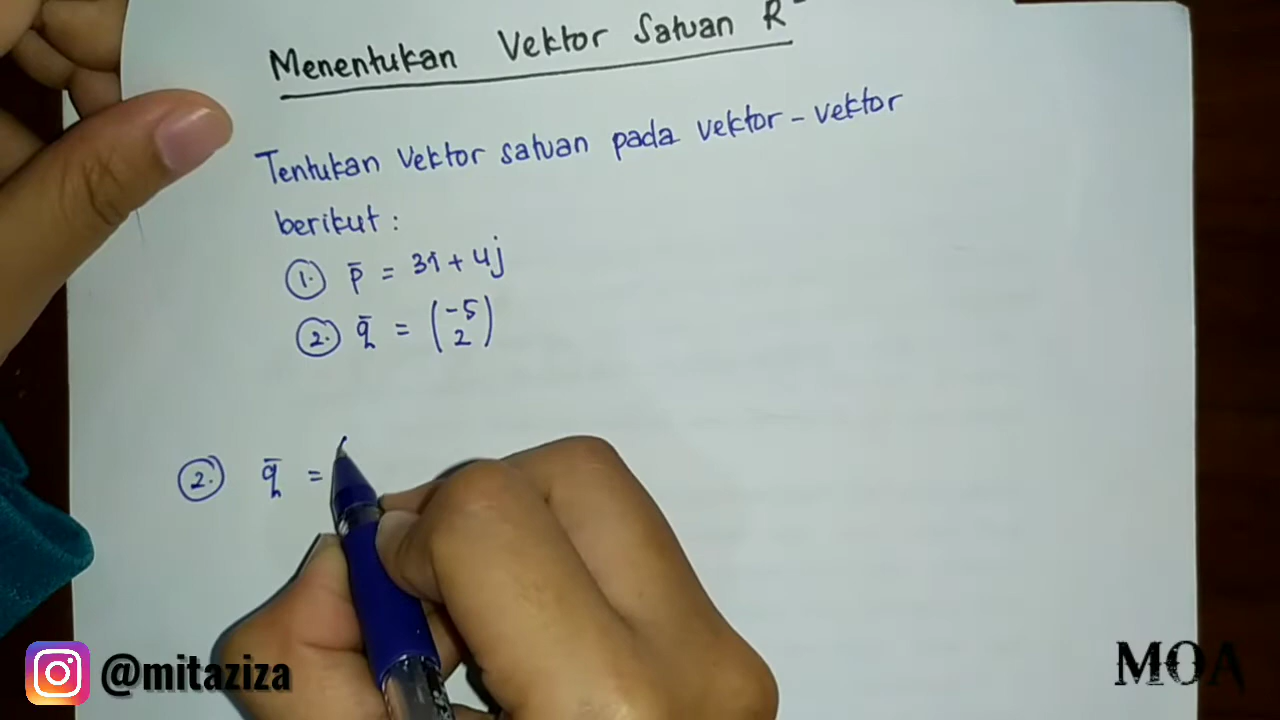 Menentukan Vektor Satuan R
Tentukan Vektor satuan pada vektor - vektor
berikut :
1. p̄ = 3i + 4j
2. q̄ = (-5
2)
2. q̄ = (
@mitaziza
MOA